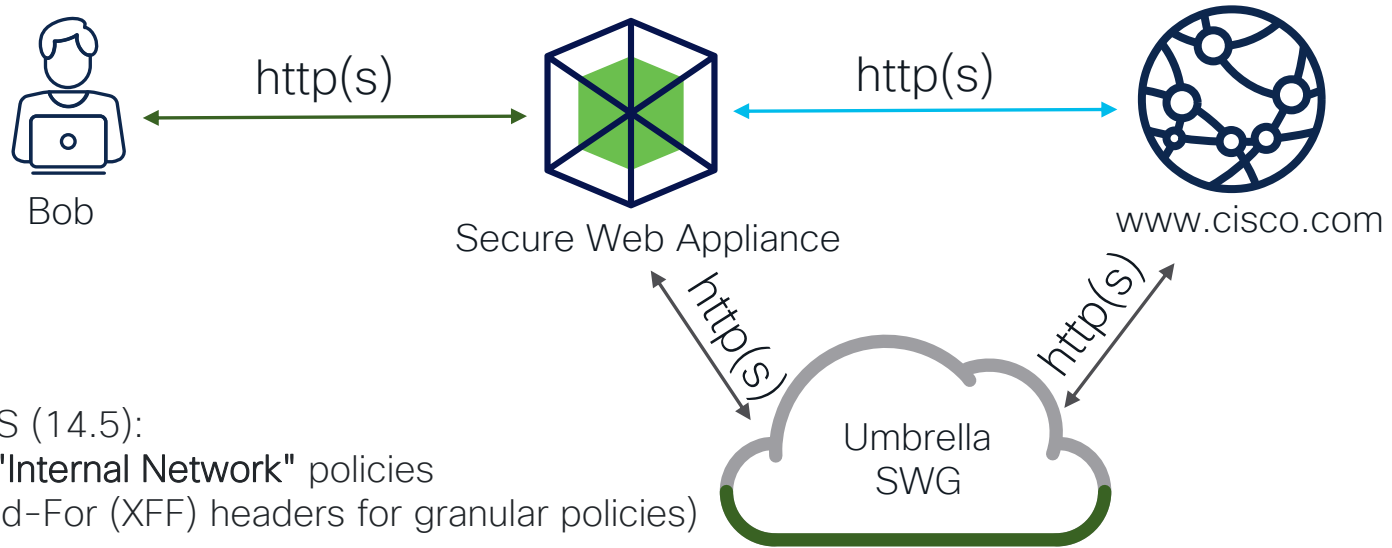 http(s)
http(s)
Bob
Secure Web Appliance
www.cisco.com
http(s)
http(s)
Umbrella
SWG
S (14.5):
"Internal Network" policies
d-For (XFF) headers for granular policies)